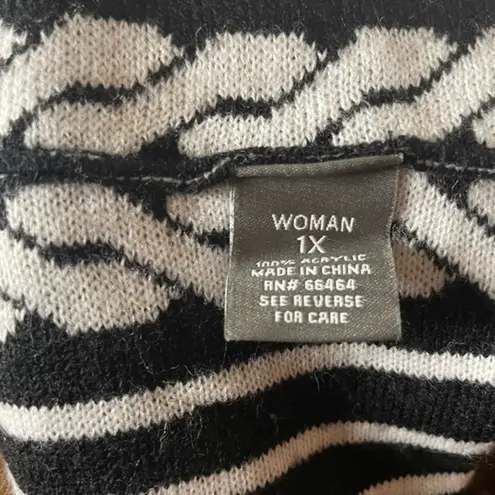 WOMAN
1X
100% ACRYLIC
MADE IN CHINA
RN# 66464
SEE REVERSE
FOR CARE